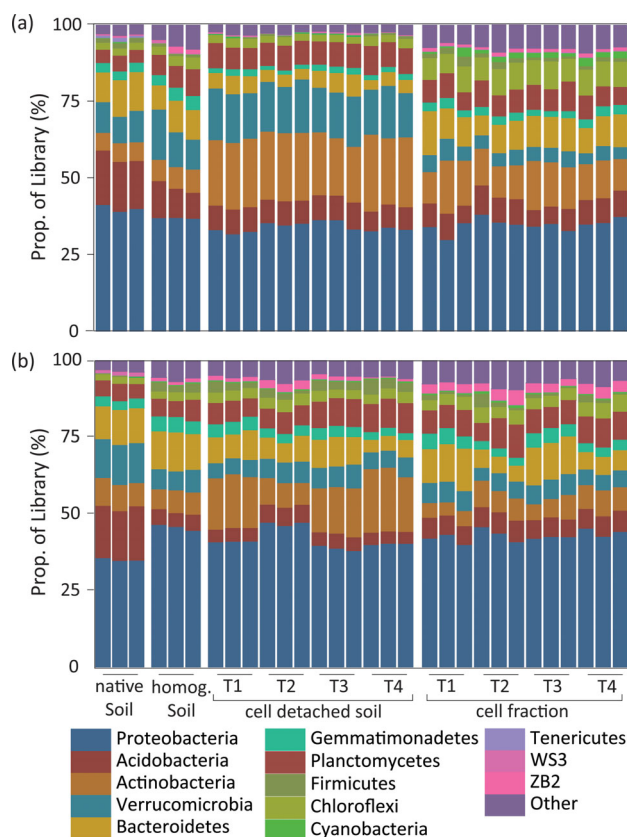 (a)
100
75
50
25
0
Prop. of Library (%)
(b)
100
75
50
25
0
Prop. of Library (%)
native homog. T1 T2 T3 T4 T1 T2 T3 T4
Soil Soil cell detached soil cell fraction
Proteobacteria Gemmatimonadetes Tenericutes
Acidobacteria Planctomycetes WS3
Actinobacteria Firmicutes ZB2
Verrucomicrobia Chloroflexi Other
Bacteroidetes Cyanobacteria